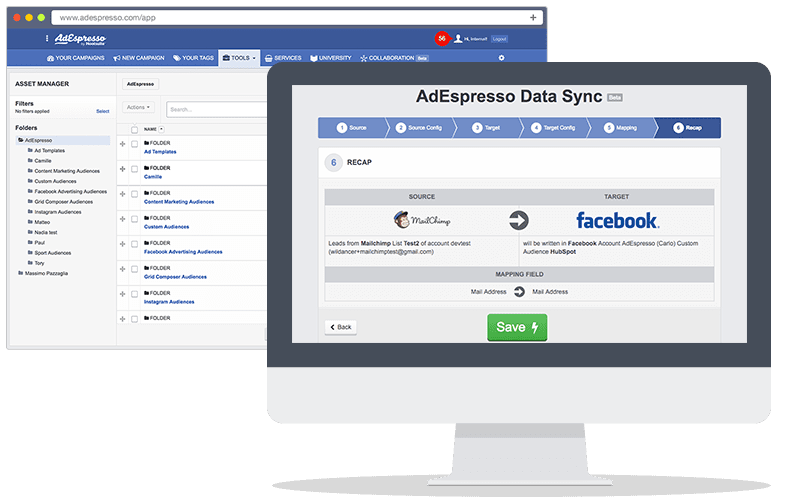 www.adespresso.com/app
AdEspresso
by Hootsuite
56
Hi, Interna#
Logout
YOUR CAMPAIGNS
NEW CAMPAIGN
YOUR TAGS
TOOLS
SERVICES
UNIVERSITY
COLLABORATION Beta
ASSET MANAGER
Filters
No filters applied
Select
Folders
AdEspresso
Ad Templates
Camille
Content Marketing Audiences
Custom Audiences
Facebook Advertising Audiences
Grid Composer Audiences
Instagram Audiences
Mateo
Nadia test
Paul
Sport Audiences
Tory
Massimo Pazzaglia
AdEspresso
Actions
Search...
NAME
FOLDER
Ad Templates
FOLDER
Camille
FOLDER
Content Marketing Audiences
FOLDER
Custom Audiences
FOLDER
Facebook Advertising Audiences
FOLDER
Grid Composer Audiences
FOLDER
Instagram Audiences
FOLDER
AdEspresso Data Sync Beta
1 Source
2 Source Config
3 Target
4 Target Config
5 Mapping
6 Recap
6 RECAP
SOURCE
TARGET
MailChimp
facebook.
Leads from Mailchimp List Test2 of account devtest
(wildancer+mailchimptest@gmail.com)
will be written in Facebook Account AdEspresso (Carlo) Custom
Audience HubSpot
MAPPING FIELD
Mail Address
Mail Address
Back
Save